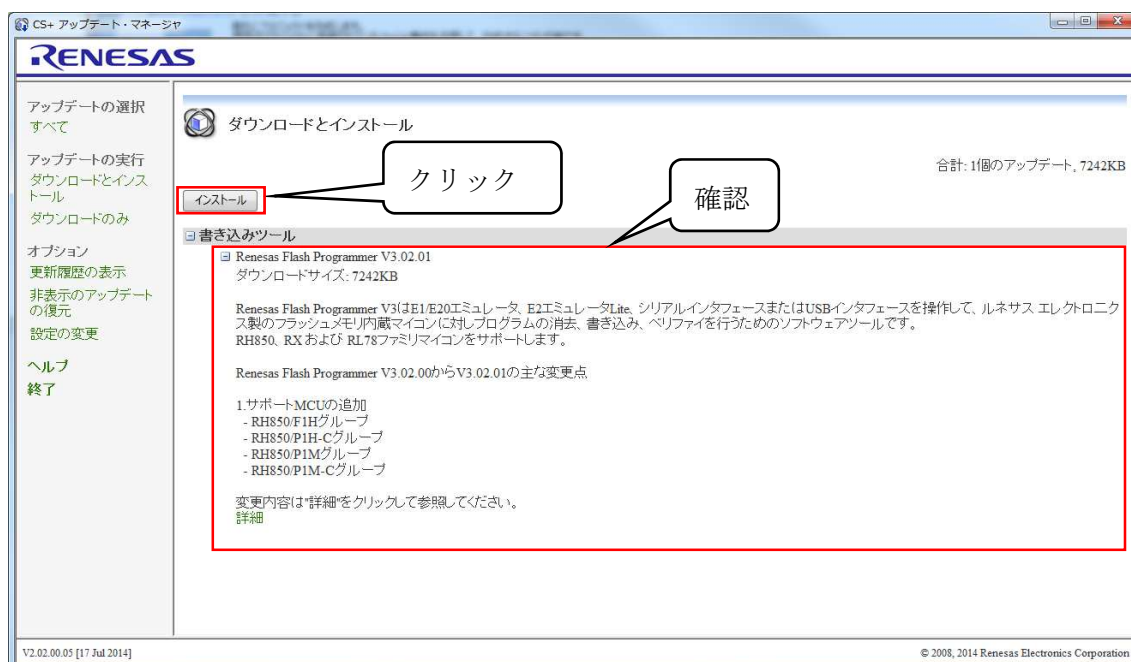 CS+ アップデート・マネージャ
RENESAS
アップデートの選択
すべて
アップデートの実行
ダウンロードとインス
トール
ダウンロードのみ
オプション
更新履歴の表示
非表示のアップデート
の復元
設定の変更
ヘルプ
終了
ダウンロードとインストール
合計: 1個のアップデート, 7242KB
クリック
確認
インストール
書き込みツール
Renesas Flash Programmer V3.02.01
ダウンロードサイズ: 7242KB
Renesas Flash Programmer V3はE1/E20エミュレータ、E2エミュレータLite、シリアルインタフェースまたはUSBインタフェースを操作して、ルネサス エレクトロニク
ス製のフラッシュメモリ内蔵マイコンに対しプログラムの消去、書き込み、ベリファイを行うためのソフトウェアツールです。
RH850、RX および RL78ファミリマイコンをサポートします。
Renesas Flash Programmer V3.02.00からV3.02.01の主な変更点
1.サポートMCUの追加
- RH850/F1Hグループ
- RH850/P1H-Cグループ
- RH850/P1Mグループ
- RH850/P1M-Cグループ
変更内容は"詳細"をクリックして参照してください。
詳細
V2.02.00.05 [17 Jul 2014]
© 2008, 2014 Renesas Electronics Corporation